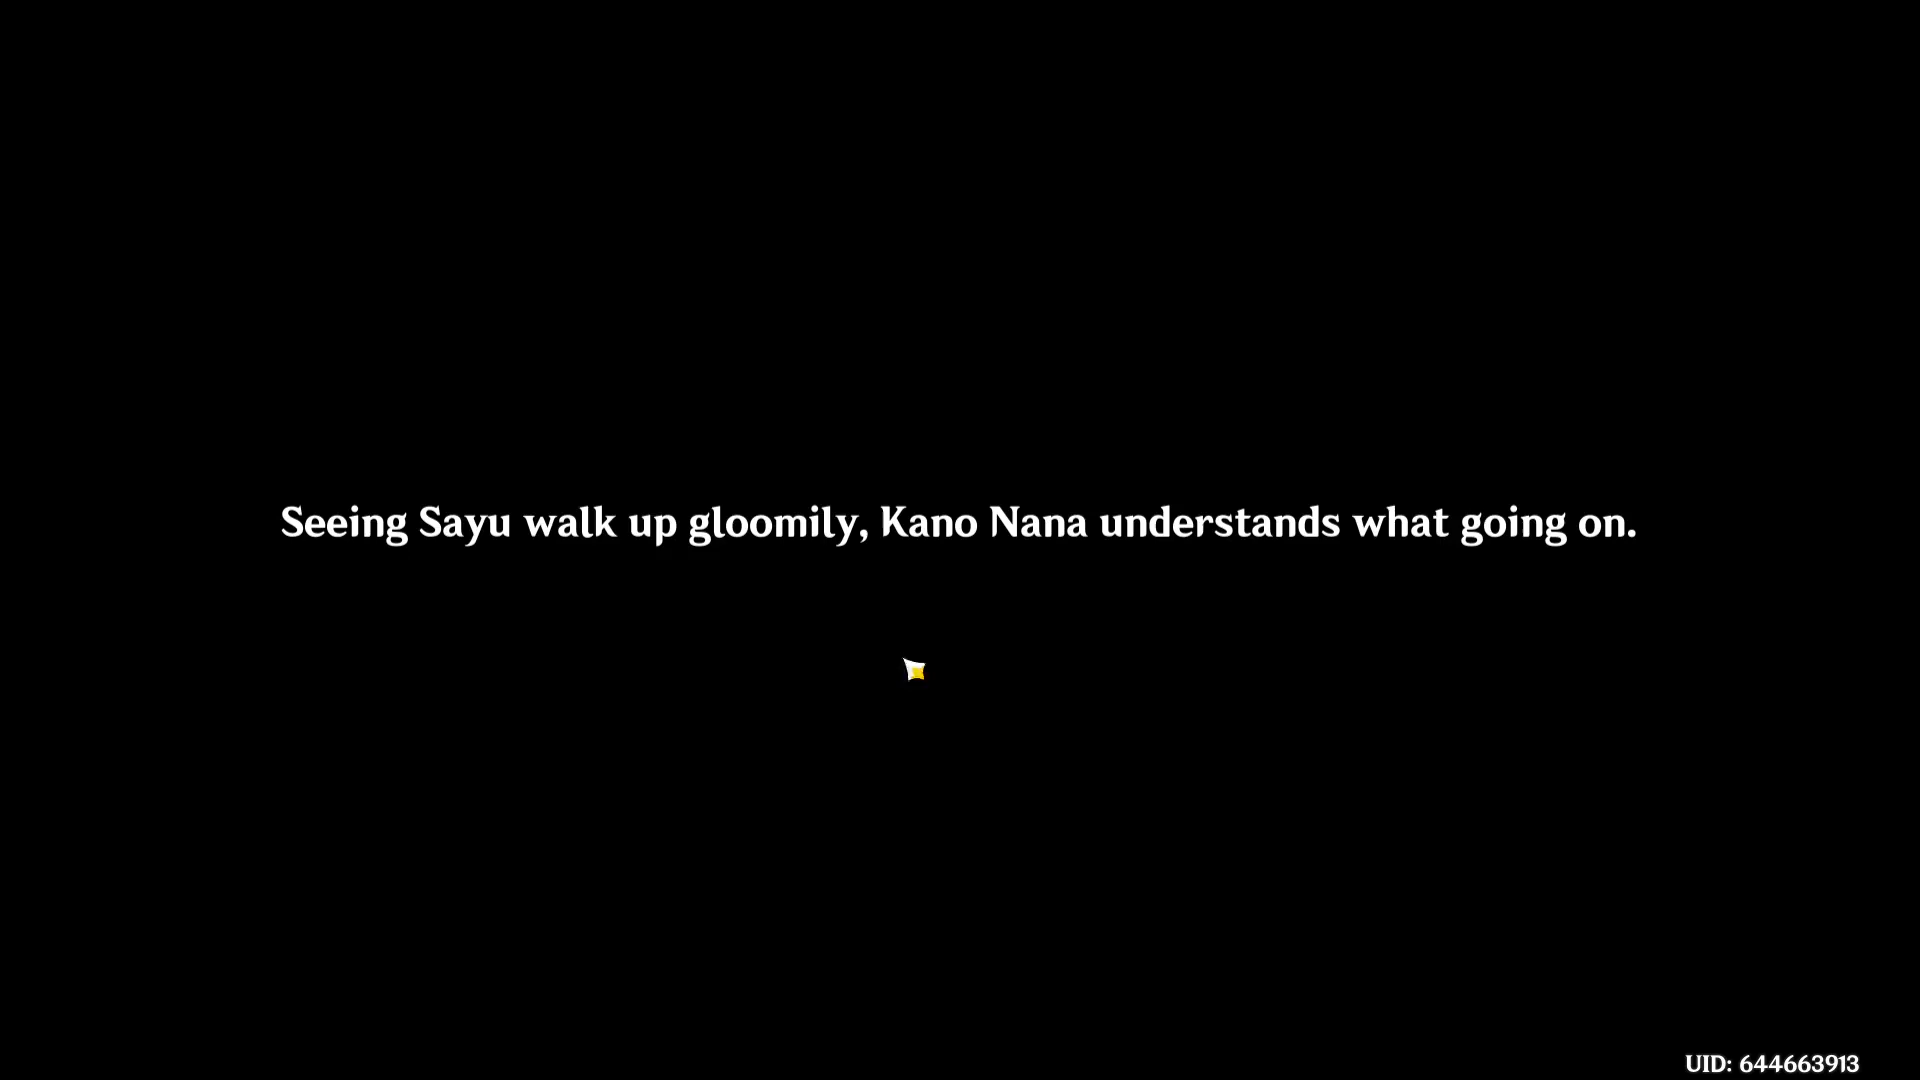 Seeing Sayu walk up gloomily, Kano Nana understands what going on.
UID: 644663913